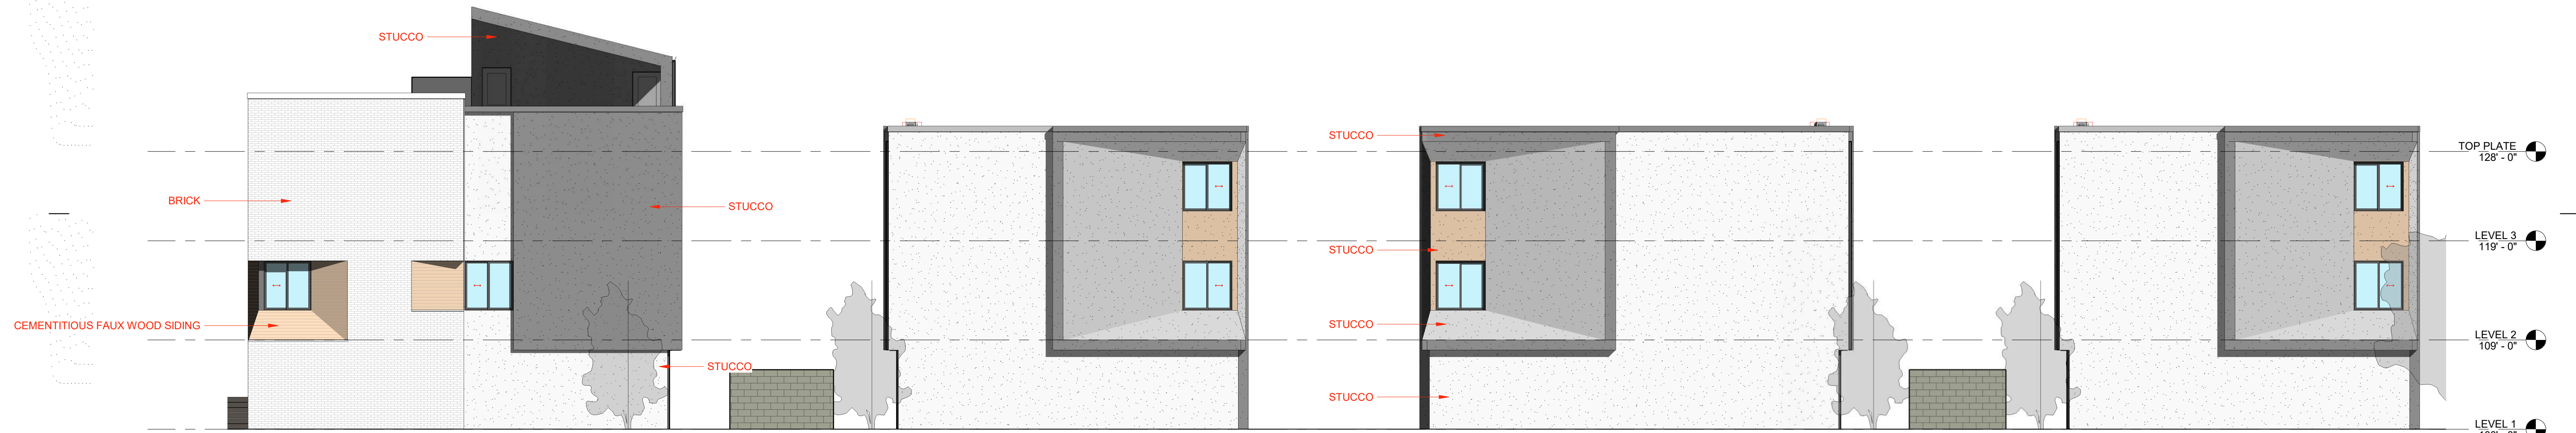 STUCCO
BRICK
STUCCO
CEMENTITIOUS FAUX WOOD SIDING
STUCCO
STUCCO
STUCCO
STUCCO
STUCCO
TOP PLATE
128' - 0"
LEVEL 3
119' - 0"
LEVEL 2
109' - 0"
LEVEL 1